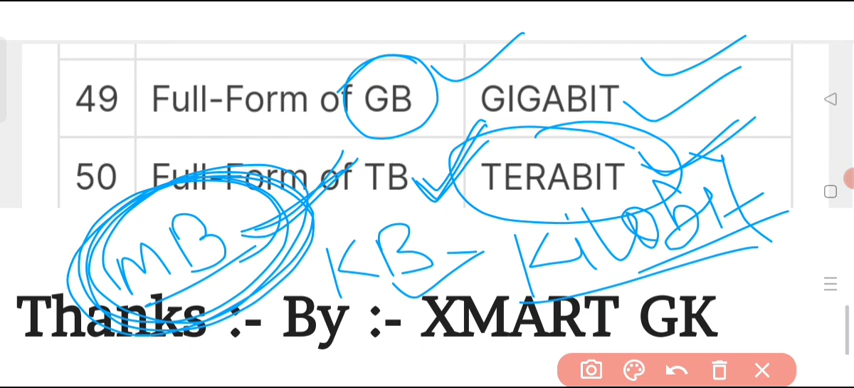 49 Full-Form of GB GIGABIT
50 Full-Form of TB TERABIT
MB - KB - Kilobit
Thanks :- By :- XMART GK